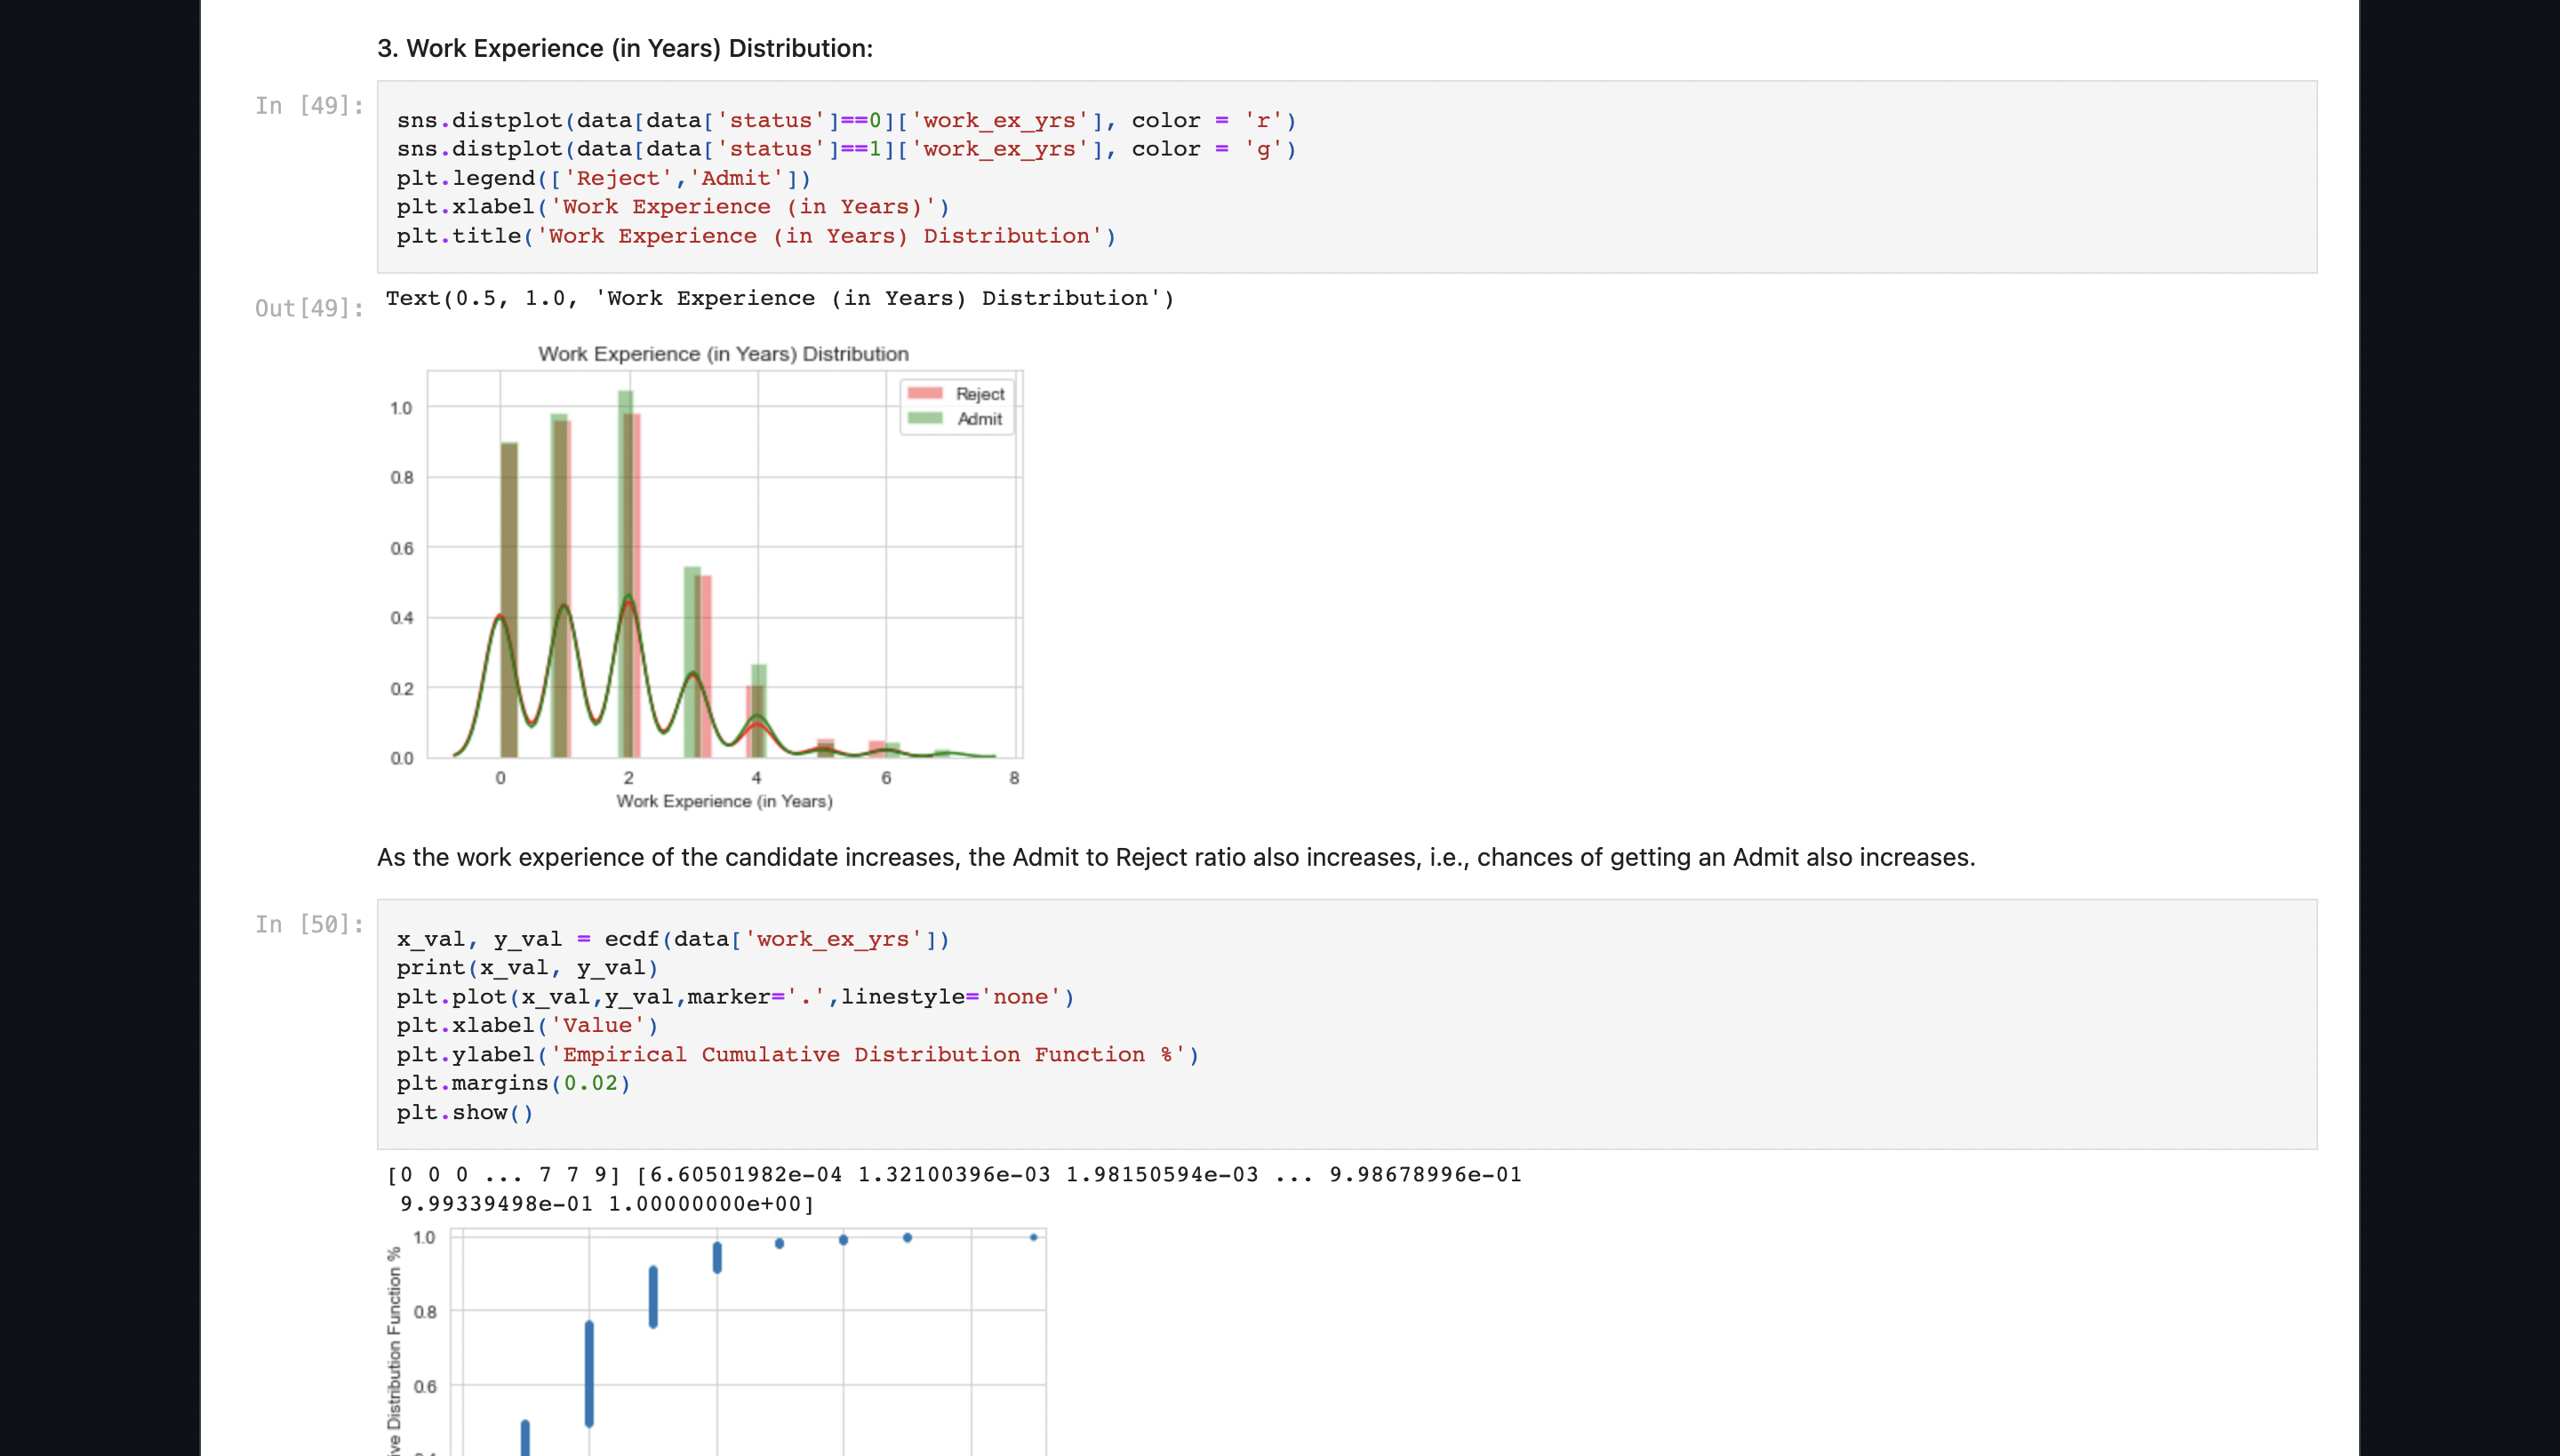 3. Work Experience (in Years) Distribution:
In [49]:
sns.distplot(data[data['status']==0]['work_ex_yrs'], color = 'r')
sns.distplot(data[data['status']==1]['work_ex_yrs'], color = 'g')
plt.legend(['Reject','Admit'])
plt.xlabel('Work Experience (in Years)')
plt.title('Work Experience (in Years) Distribution')
Out[49]:
Text(0.5, 1.0, 'Work Experience (in Years) Distribution')
Work Experience (in Years) Distribution
Reject
Admit
1.0
0.8
0.6
0.4
0.2
0.0
0 2 4 6 8
Work Experience (in Years)
As the work experience of the candidate increases, the Admit to Reject ratio also increases, i.e., chances of getting an Admit also increases.
In [50]:
x_val, y_val = ecdf(data['work_ex_yrs'])
print(x_val, y_val)
plt.plot(x_val,y_val,marker='.',linestyle='none')
plt.xlabel('Value')
plt.ylabel('Empirical Cumulative Distribution Function %')
plt.margins(0.02)
plt.show()
[0 0 0 ... 7 7 9] [6.60501982e-04 1.32100396e-03 1.98150594e-03 ... 9.98678996e-01
9.99339498e-01 1.00000000e+00]
1.0
0.8
0.6
Distribution Function %